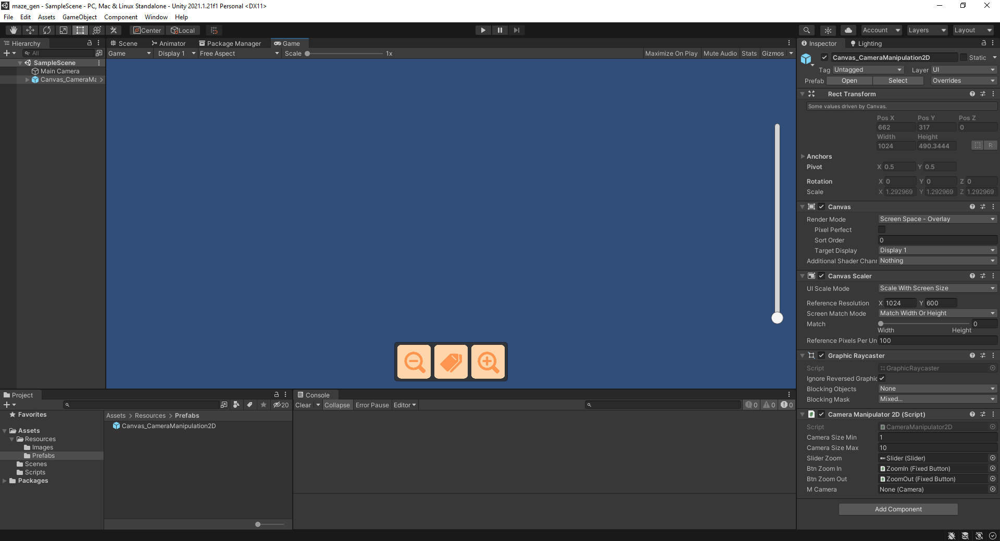 maze_gen - SampleScene - PC, Mac & Linux Standalone - Unity 2021.1.21f1 Personal <DX11>
File Edit Assets GameObject Component Window Help
Center Local
Account Layers Layout
Hierarchy
All
SampleScene
Main Camera
Canvas_CameraMa
Scene Animator Package Manager Game
Game Display 1 Free Aspect Scale 1x Maximize On Play Mute Audio Stats Gizmos
Inspector Lighting
Canvas_CameraManipulation2D Static
Tag Untagged Layer UI
Prefab Open Select Overrides
Rect Transform
Some values driven by Canvas.
Pos X Pos Y Pos Z
662 317 0
Width Height
1024 490.3444 R
Anchors
Pivot X 0.5 Y 0.5
Rotation X 0 Y 0 Z 0
Scale X 1.292969 Y 1.292969 Z 1.292969
Canvas
Render Mode Screen Space - Overlay
Pixel Perfect
Sort Order 0
Target Display Display 1
Additional Shader Chanr Nothing
Canvas Scaler
UI Scale Mode Scale With Screen Size
Reference Resolution X 1024 Y 600
Screen Match Mode Match Width Or Height
Match 0
Width Height
Reference Pixels Per Un 100
Graphic Raycaster
Script GraphicRaycaster
Ignore Reversed Graphic
Blocking Objects None
Blocking Mask Mixed...
Camera Manipulator 2D (Script)
Script CameraManipulator2D
Camera Size Min 1
Camera Size Max 10
Slider Zoom Slider (Slider)
Btn Zoom In ZoomIn (Fixed Button)
Btn Zoom Out ZoomOut (Fixed Button)
M Camera None (Camera)
Add Component
Project
20
Favorites
Assets
Resources
Images
Prefabs
Scenes
Scripts
Packages
Assets > Resources > Prefabs
Canvas_CameraManipulation2D
Console
Clear Collapse Error Pause Editor 0 0 0